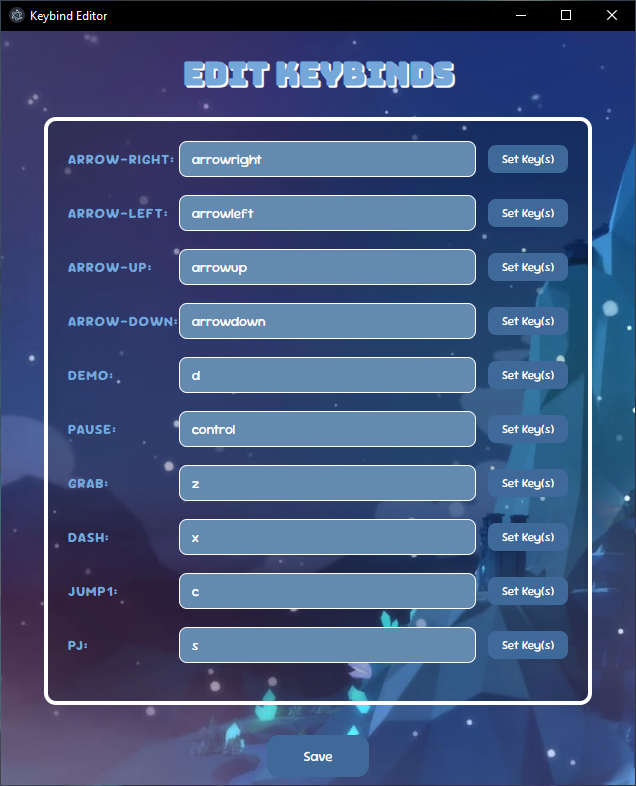 Keybind Editor
EDIT KEYBINDS
ARROW-RIGHT: arrowright Set Key(s)
ARROW-LEFT: arrowleft Set Key(s)
ARROW-UP: arrowup Set Key(s)
ARROW-DOWN: arrowdown Set Key(s)
DEMO: d Set Key(s)
PAUSE: control Set Key(s)
GRAB: z Set Key(s)
DASH: x Set Key(s)
JUMP1: c Set Key(s)
PJ: s Set Key(s)
Save